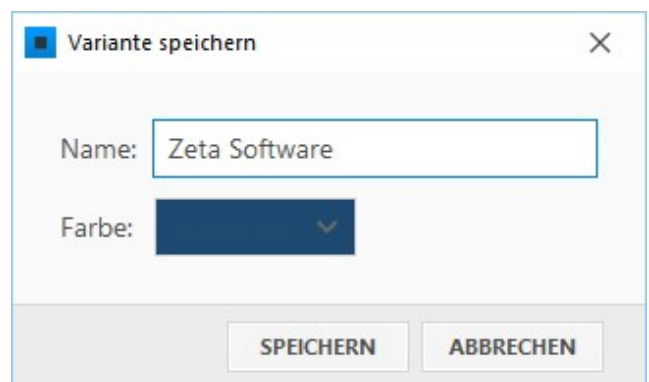 Variante speichern
Name: Zeta Software
Farbe:
SPEICHERN ABBRECHEN